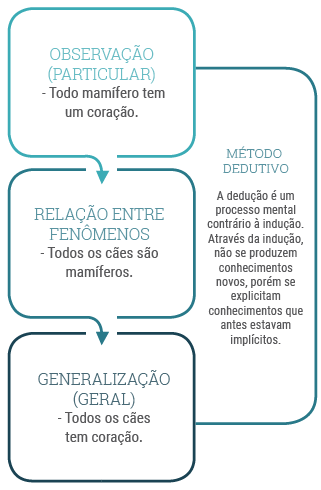 OBSERVAÇÃO
(PARTICULAR)
- Todo mamífero tem
um coração.
RELAÇÃO ENTRE
FENÔMENOS
- Todos os cães são
mamíferos.
GENERALIZAÇÃO
(GERAL)
- Todos os cães
tem coração.
MÉTODO
DEDUTIVO
A dedução é um
processo mental
contrário à indução.
Através da indução,
não se produzem
conhecimentos
novos, porém se
explicitam
conhecimentos que
antes estavam
implícitos.